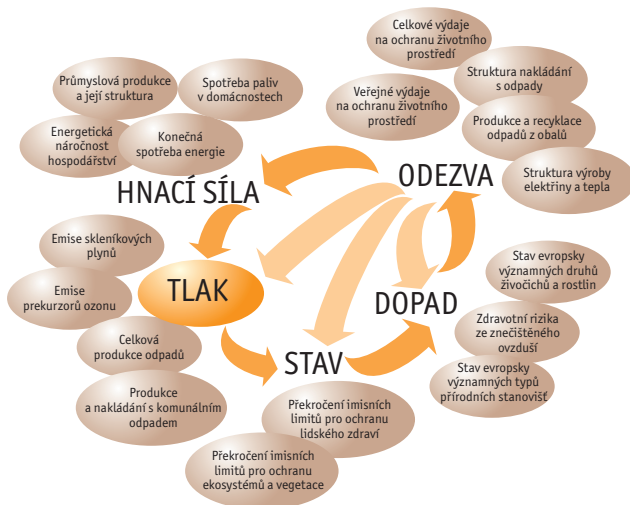 Celkové výdaje
na ochranu životního
prostředí
Průmyslová produkce
a její struktura
Spotřeba paliv
v domácnostech
Struktura nakládání
s odpady
Veřejné výdaje
na ochranu životního
prostředí
Energetická
náročnost
hospodářství
Konečná
spotřeba energie
Produkce a recyklace
odpadů z obalů
HNACÍ SÍLA
ODEZVA
Struktura výroby
elektřiny a tepla
Emise skleníkových
plynů
Stav evropsky
významných druhů
živočichů a rostlin
Emise
prekurzorů ozonu
TLAK
DOPAD
Zdravotní rizika
ze znečištěného
ovzduší
Celková
produkce odpadů
STAV
Stav evropsky
významných typů
přírodních stanovišť
Produkce
a nakládání s komunálním
odpadem
Překročení imisních
limitů pro ochranu
lidského zdraví
Překročení imisních
limitů pro ochranu
ekosystémů a vegetace